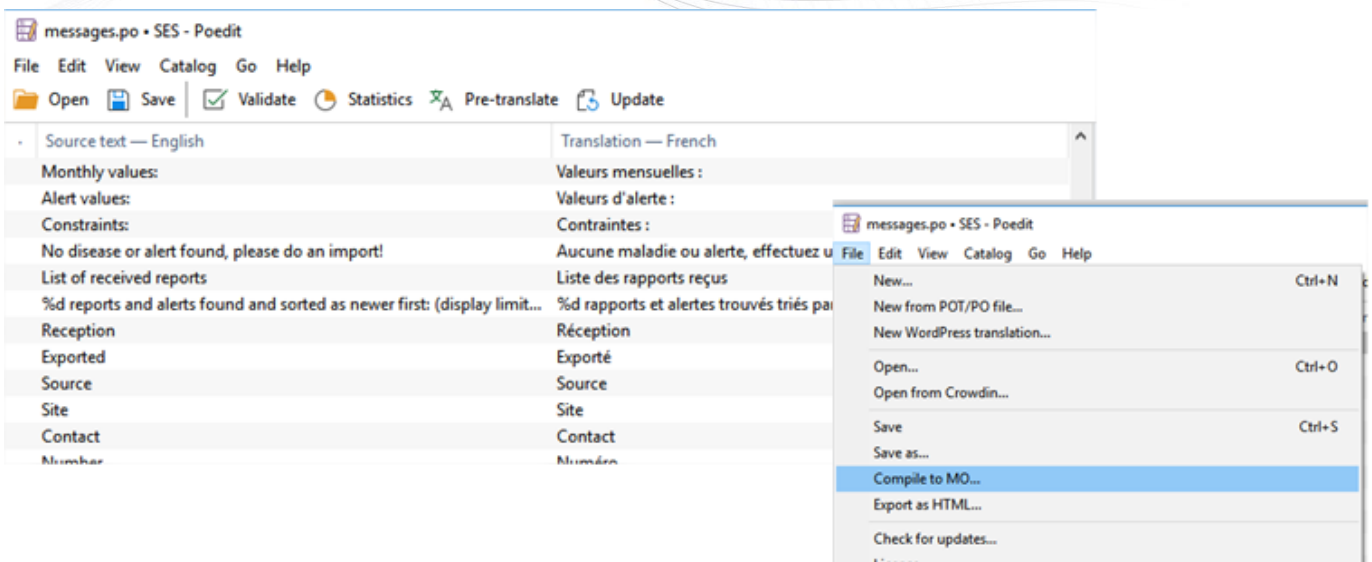 messages.po • SES - Poedit
File Edit View Catalog Go Help
Open Save Validate Statistics Pre-translate Update
Source text — English Translation — French
Monthly values: Valeurs mensuelles :
Alert values: Valeurs d'alerte :
Constraints: Contraintes :
No disease or alert found, please do an import! Aucune maladie ou alerte, effectuez u
List of received reports Liste des rapports reçus
%d reports and alerts found and sorted as newer first: (display limit... %d rapports et alertes trouvés triés par
Reception Réception
Exported Exporté
Source Source
Site Site
Contact Contact
Number Numéro
messages.po • SES - Poedit
File Edit View Catalog Go Help
New... Ctrl+N
New from POT/PO file...
New WordPress translation...
Open... Ctrl+O
Open from Crowdin...
Save Ctrl+S
Save as...
Compile to MO...
Export as HTML...
Check for updates...